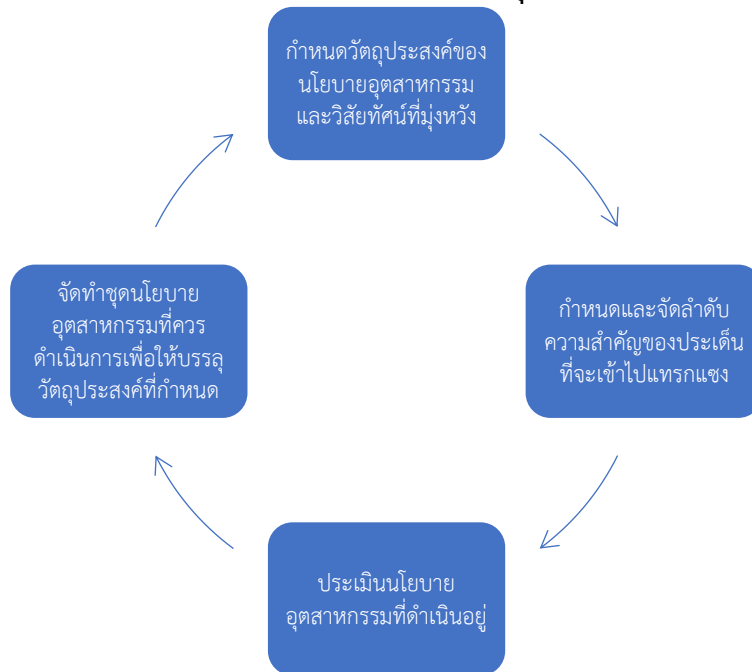 กำหนดวัตถุประสงค์ของ
นโยบายอุตสาหกรรม
และวิสัยทัศน์ที่มุ่งหวัง
กำหนดและจัดลำดับ
ความสำคัญของประเด็น
ที่จะเข้าไปแทรกแซง
ประเมินนโยบาย
อุตสาหกรรมที่ดำเนินอยู่
จัดทำชุดนโยบาย
อุตสาหกรรมที่ควร
ดำเนินการเพื่อให้บรรลุ
วัตถุประสงค์ที่กำหนด